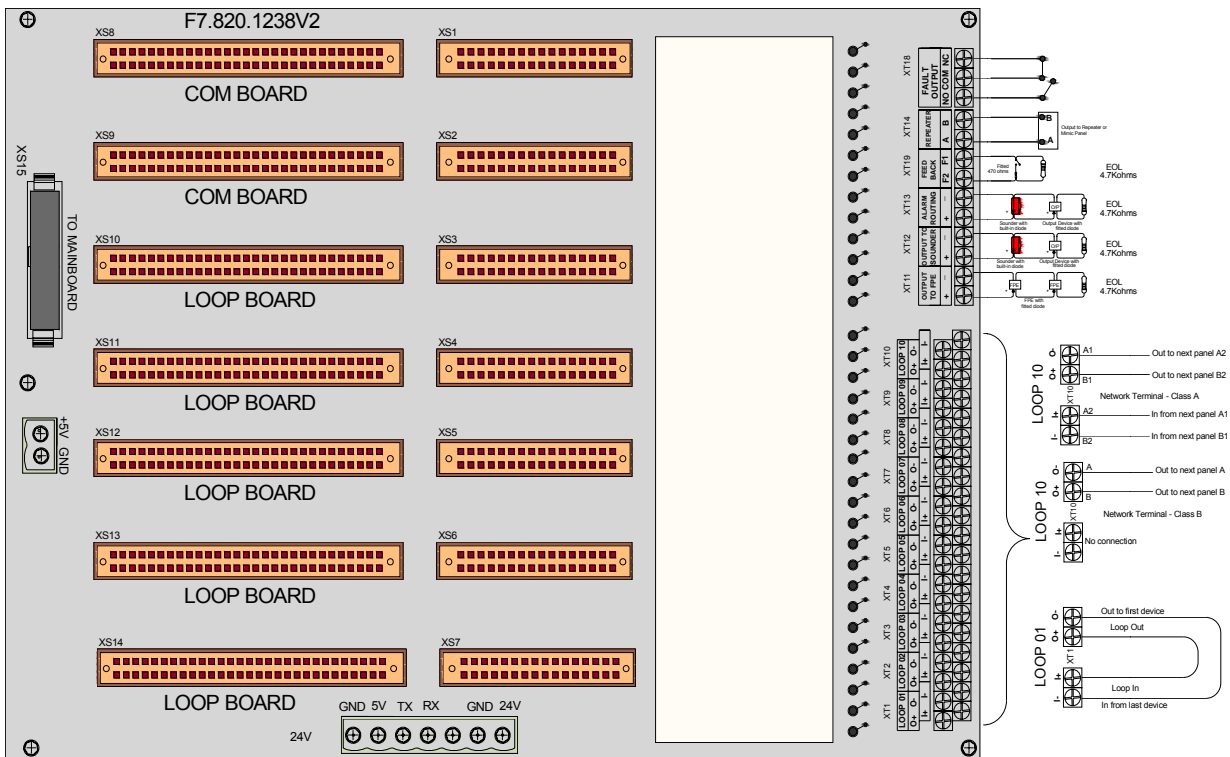 F7.820.1238V2
XS8
XS1
COM BOARD
XS9
XS2
COM BOARD
XS10
XS3
LOOP BOARD
XS11
XS4
LOOP BOARD
XS12
XS5
LOOP BOARD
XS13
XS6
LOOP BOARD
XS14
XS7
LOOP BOARD
XS15
TO MAINBOARD
+5V GND
GND 5V TX RX GND 24V
24V
XT18
FAULT
OUTPUT
NO COM NC
XT14
REPEATER
A B
B
A
Output to Repeater or
Mimic Panel
XT19
FEED
BACK
F2 F1
Fitted
470 ohms
EOL
4.7Kohms
XT13
ALARM
ROUTING
+ −
O/P
Sounder with
built-in diode
Output Device with
fitted diode
EOL
4.7Kohms
XT12
OUTPUT TO
SOUNDER
+ −
O/P
Sounder with
built-in diode
Output Device with
fitted diode
EOL
4.7Kohms
XT11
OUTPUT
TO FPE
+ −
FPE
FPE
FPE with
fitted diode
EOL
4.7Kohms
XT10
LOOP 10
O+ O-
I+ I-
XT9
LOOP 09
O+ O-
I+ I-
XT8
LOOP 08
O+ O-
I+ I-
XT7
LOOP 07
O+ O-
I+ I-
XT6
LOOP 06
O+ O-
I+ I-
XT5
LOOP 05
O+ O-
I+ I-
XT4
LOOP 04
O+ O-
I+ I-
XT3
LOOP 03
O+ O-
I+ I-
XT2
LOOP 02
O+ O-
I+ I-
XT1
LOOP 01
O+ O-
I+ I-
LOOP 10
O-
O+
XT10
I+
I-
A1
Out to next panel A2
B1
Out to next panel B2
Network Terminal - Class A
A2
In from next panel A1
B2
In from next panel B1
LOOP 10
O-
O+
XT10
I+
I-
A
Out to next panel A
B
Out to next panel B
Network Terminal - Class B
No connection
LOOP 01
O-
O+
XT1
I+
I-
Out to first device
Loop Out
Loop In
In from last device